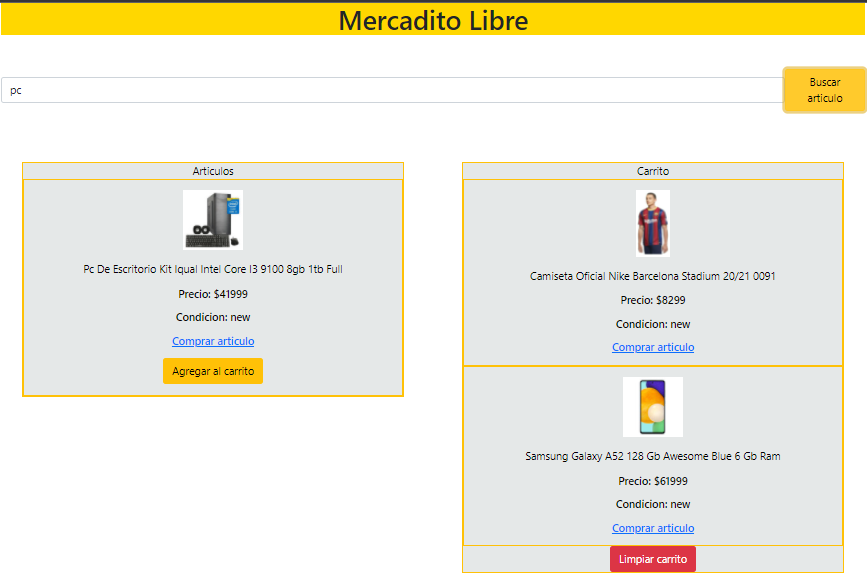 Mercadito Libre
pc
Buscar
articulo
Articulos
Pc De Escritorio Kit Iqual Intel Core I3 9100 8gb 1tb Full
Precio: $41999
Condicion: new
Comprar articulo
Agregar al carrito
Carrito
Camiseta Oficial Nike Barcelona Stadium 20/21 0091
Precio: $8299
Condicion: new
Comprar articulo
Samsung Galaxy A52 128 Gb Awesome Blue 6 Gb Ram
Precio: $61999
Condicion: new
Comprar articulo
Limpiar carrito